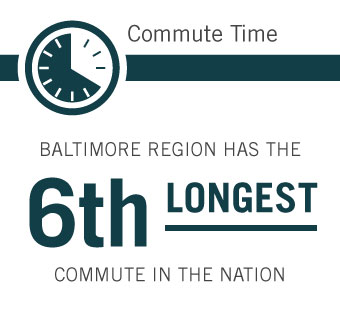 Commute Time
BALTIMORE REGION HAS THE
6th LONGEST
COMMUTE IN THE NATION